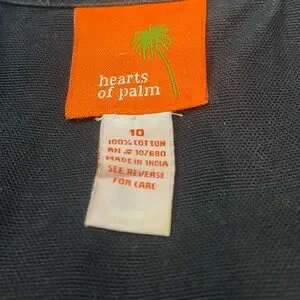 hearts
of palm
10
100% COTTON
RN # 107680
MADE IN INDIA
SEE REVERSE
FOR CARE